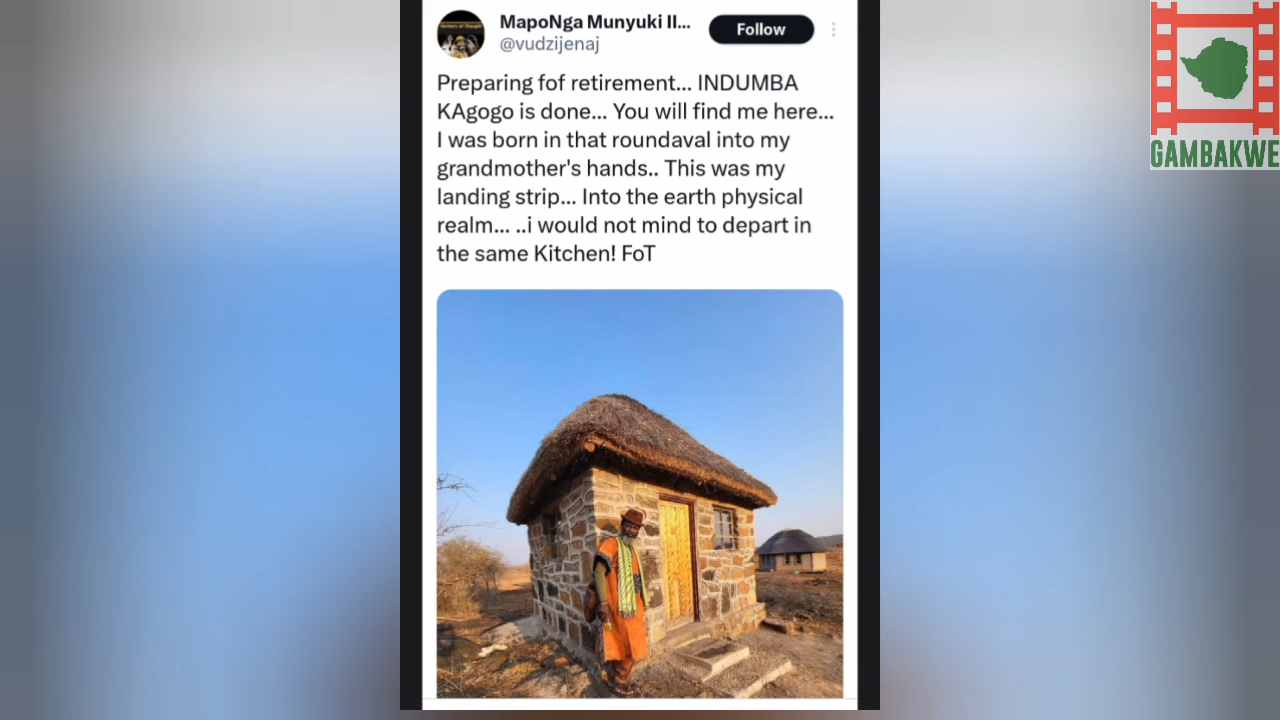 MapoNga Munyuki II...
Follow
@vudzijenaj
Preparing fof retirement... INDUMBA
KAgogo is done... You will find me here...
I was born in that roundaval into my
grandmother's hands.. This was my
landing strip... Into the earth physical
realm... ..i would not mind to depart in
the same Kitchen! FoT
GAMBAKWE